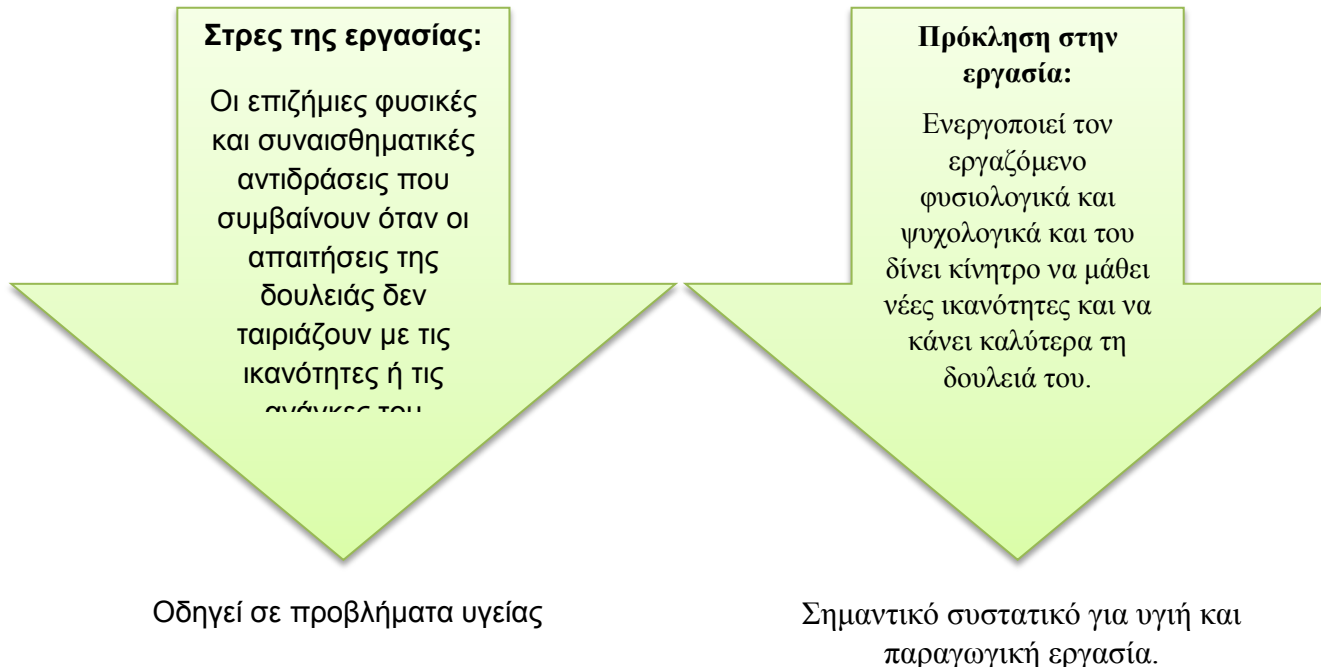 Στρες της εργασίας:
Οι επιζήμιες φυσικές
και συναισθηματικές
αντιδράσεις που
συμβαίνουν όταν οι
απαιτήσεις της
δουλειάς δεν
ταιριάζουν με τις
ικανότητες ή τις
ανάγκες του
Οδηγεί σε προβλήματα υγείας
Πρόκληση στην
εργασία:
Ενεργοποιεί τον
εργαζόμενο
φυσιολογικά και
ψυχολογικά και του
δίνει κίνητρο να μάθει
νέες ικανότητες και να
κάνει καλύτερα τη
δουλειά του.
Σημαντικό συστατικό για υγιή και
παραγωγική εργασία.